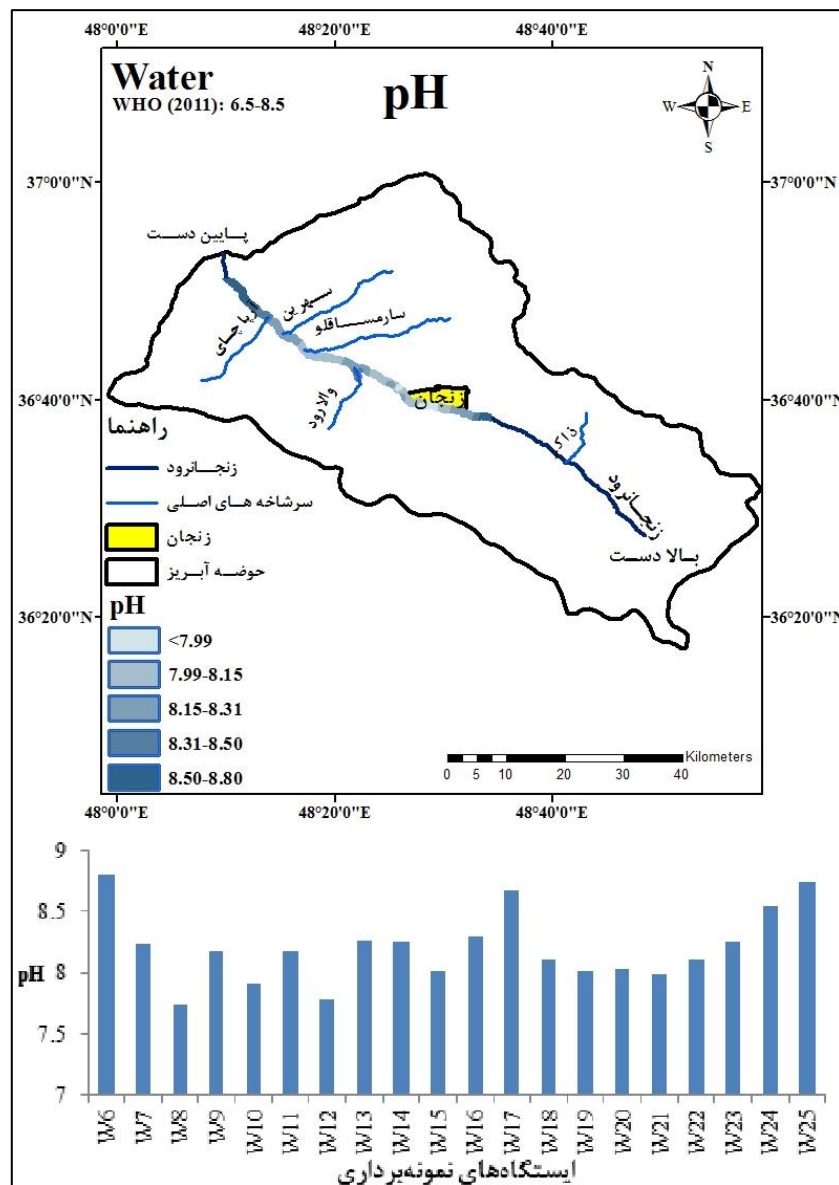 48°0'0"E 48°20'0"E 48°40'0"E
Water
WHO (2011): 6.5-8.5
pH
N
W E
S
37°0'0"N 37°0'0"N
پایین دست
سهرین
سارمساقلو
چپاچای
36°40'0"N 36°40'0"N
زنجان
والارود
ذاکر
زنجانرود
بالا دست
راهنما
زنجانرود
سرشاخه های اصلی
زنجان
حوضه آبریز
36°20'0"N 36°20'0"N
pH
<7.99
7.99-8.15
8.15-8.31
8.31-8.50
8.50-8.80
Kilometers
0 5 10 20 30 40
48°0'0"E 48°20'0"E 48°40'0"E
9
8.5
8
7.5
7
pH
W6 W7 W8 W9 W10 W11 W12 W13 W14 W15 W16 W17 W18 W19 W20 W21 W22 W23 W24 W25
ایستگاه‌های نمونه‌برداری